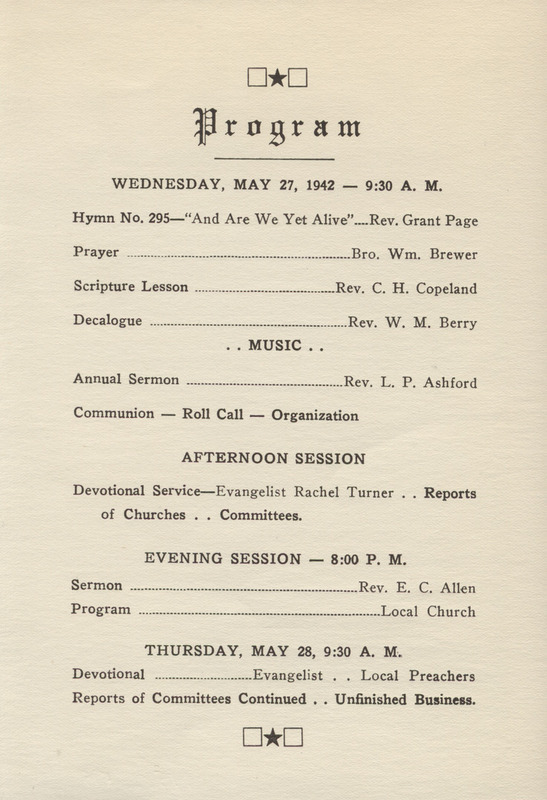 Program
WEDNESDAY, MAY 27, 1942 — 9:30 A. M.
Hymn No. 295—“And Are We Yet Alive”....Rev. Grant Page
Prayer ........................................Bro. Wm. Brewer
Scripture Lesson ........................Rev. C. H. Copeland
Decalogue ..................................Rev. W. M. Berry
. . MUSIC . .
Annual Sermon ..........................Rev. L. P. Ashford
Communion — Roll Call — Organization
AFTERNOON SESSION
Devotional Service—Evangelist Rachel Turner . . Reports
of Churches . . Committees.
EVENING SESSION — 8:00 P. M.
Sermon ........................................Rev. E. C. Allen
Program ..........................................Local Church
THURSDAY, MAY 28, 9:30 A. M.
Devotional ................Evangelist . . Local Preachers
Reports of Committees Continued . . Unfinished Business.